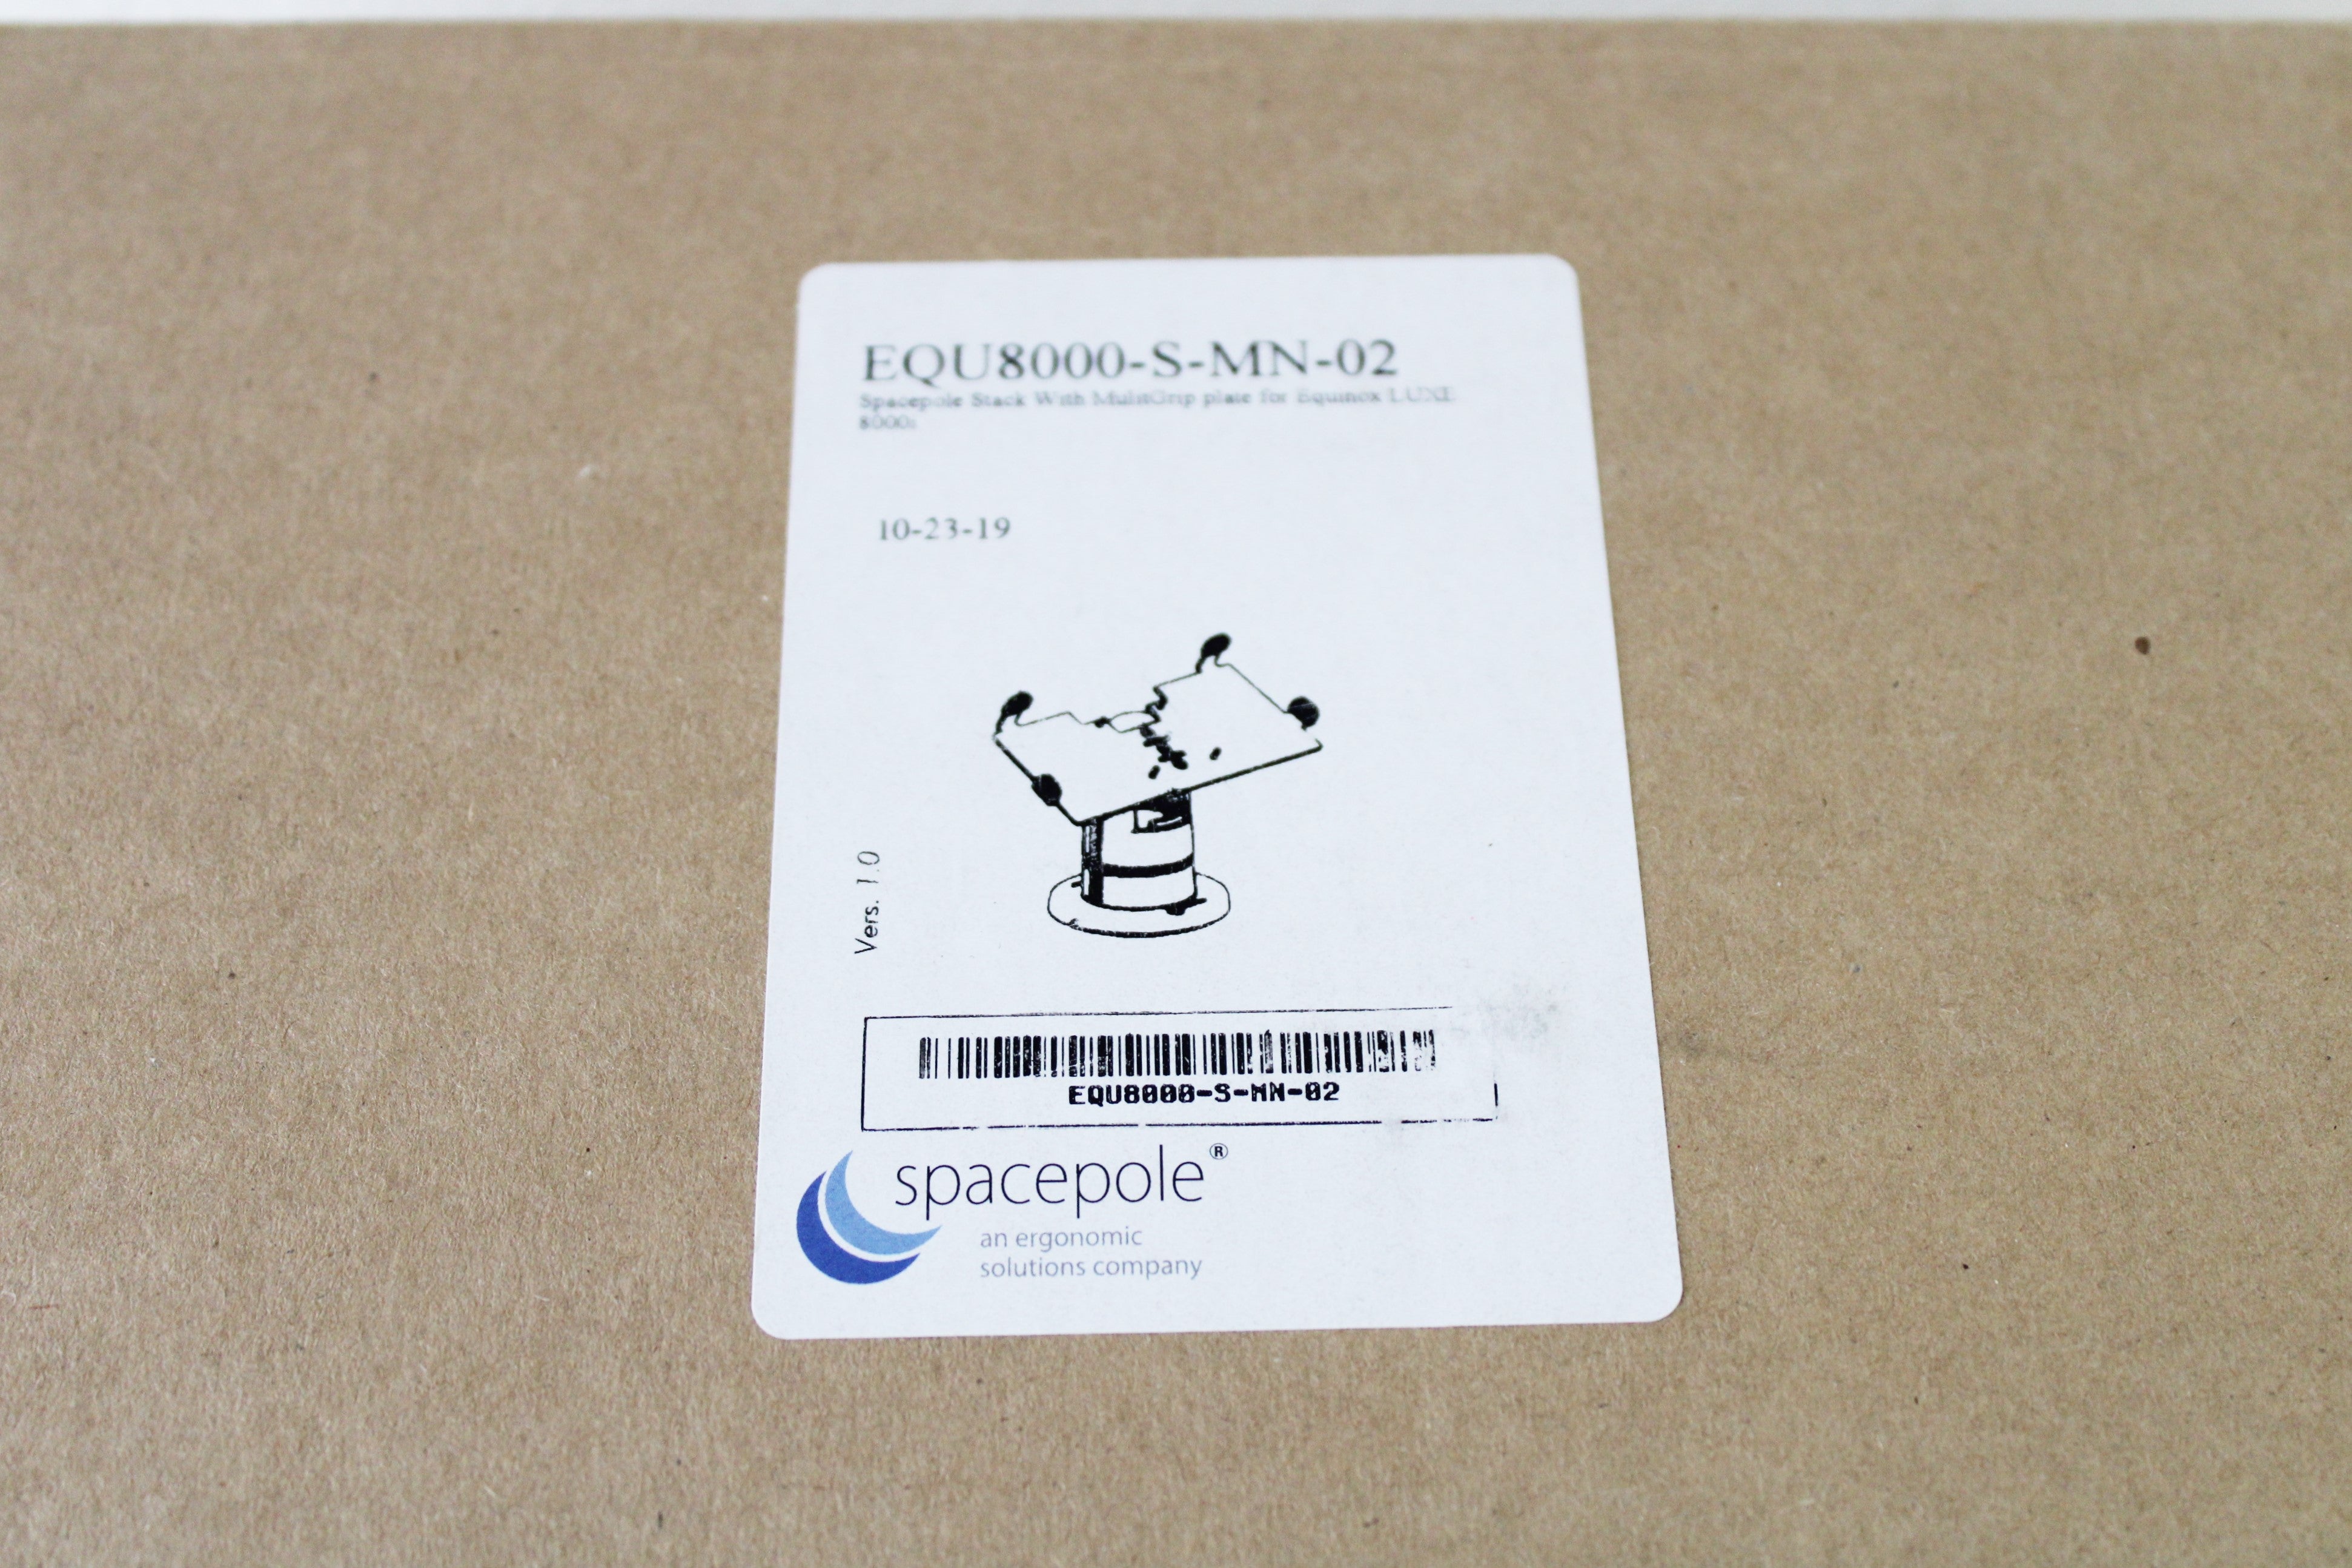 EQU8000-S-MN-02
Spacepole Stack With MultiGrip plate for Equinox LUXE
8000i
10-23-19
Vers. 1.0
EQU8000-S-MN-02
spacepole®
an ergonomic
solutions company